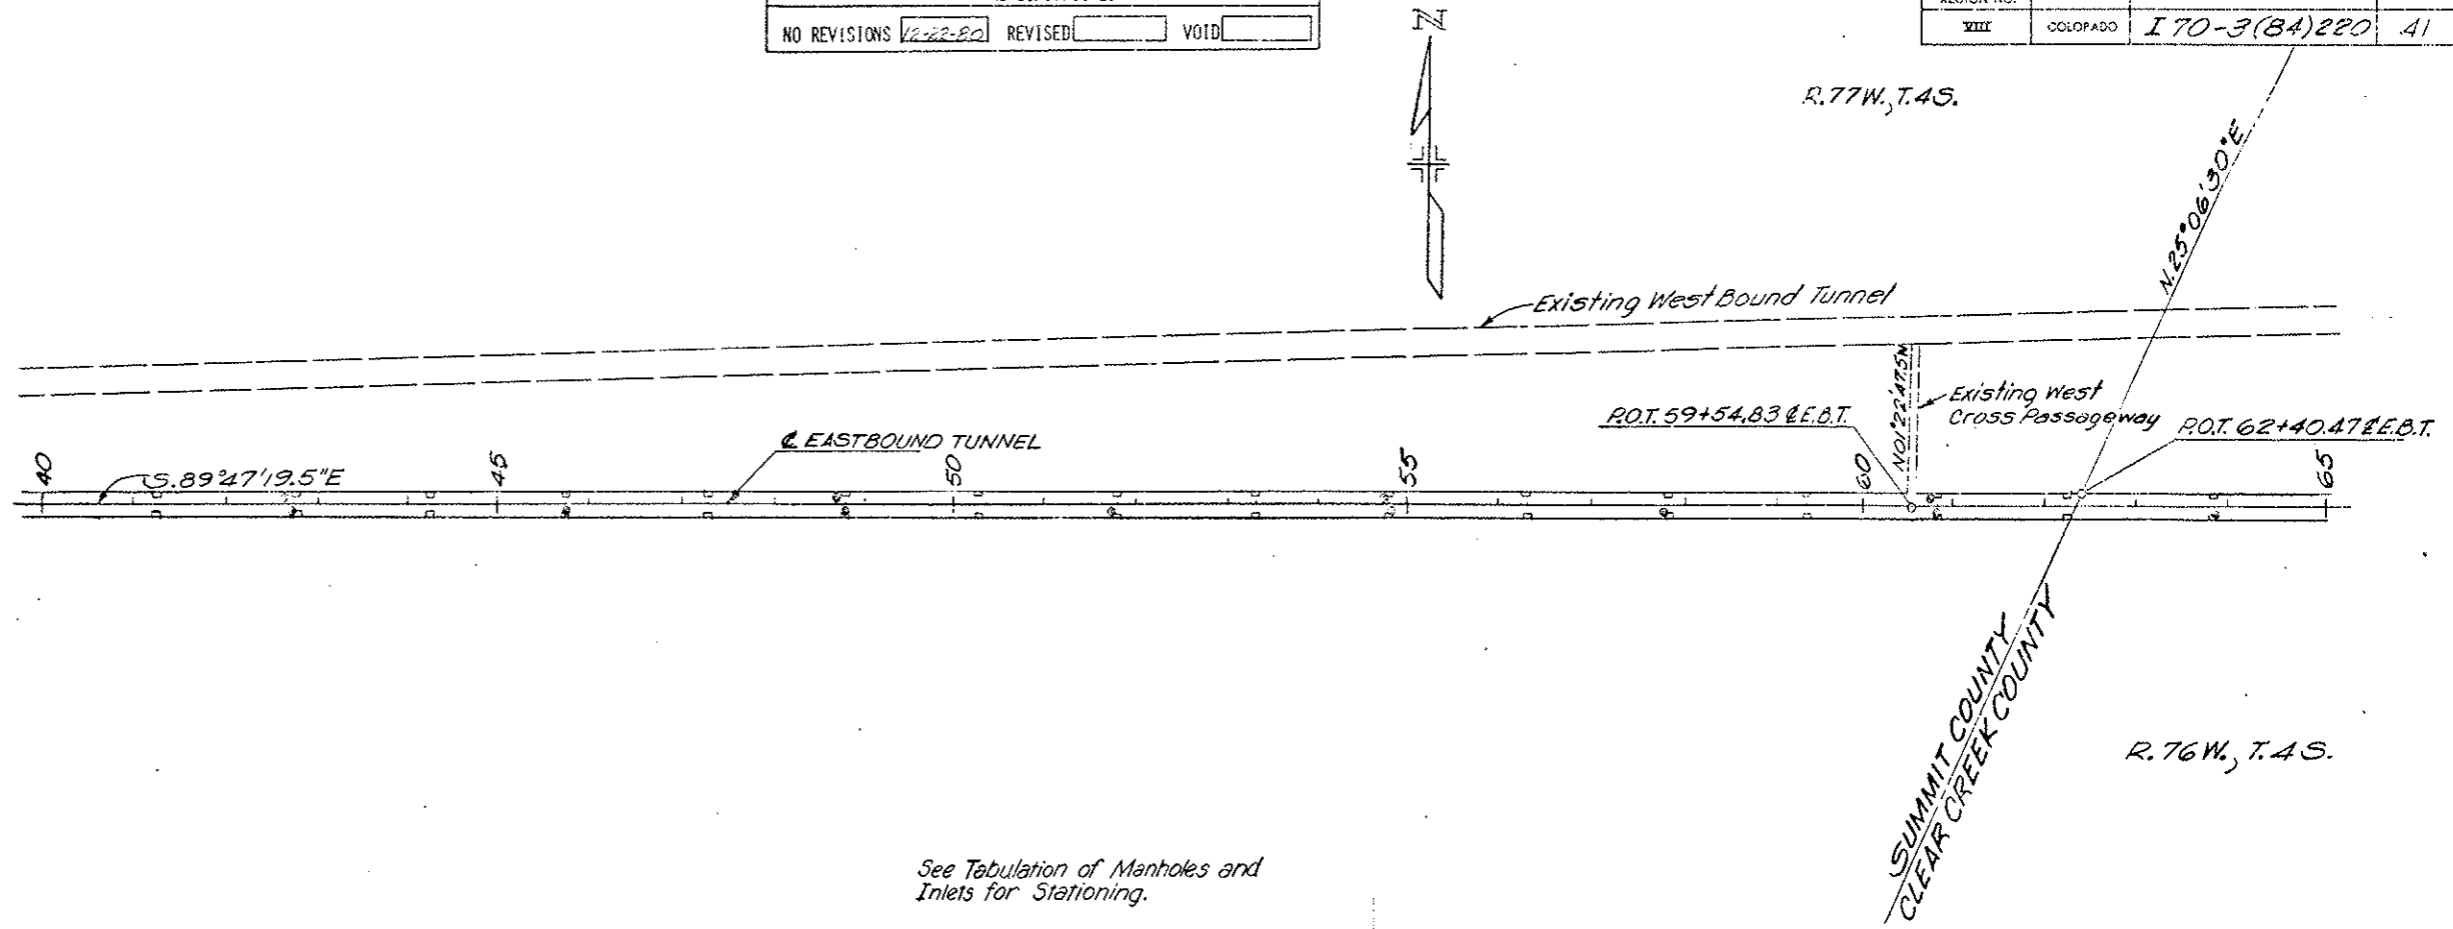 NO REVISIONS 12-22-80 REVISED VOID
VIII COLORADO I 70-3(84)220 41
N
R.77W., T.4S.
N.25°06'30"E
Existing West Bound Tunnel
N01°22'47.5"W
Existing West
Cross Passageway
P.O.T. 59+54.83 ℄ E.B.T.
P.O.T. 62+40.47 ℄ E.B.T.
℄ EASTBOUND TUNNEL
S.89°47'19.5"E
40
45
50
55
60
65
SUMMIT COUNTY
CLEAR CREEK COUNTY
R.76W., T.4S.
See Tabulation of Manholes and
Inlets for Stationing.